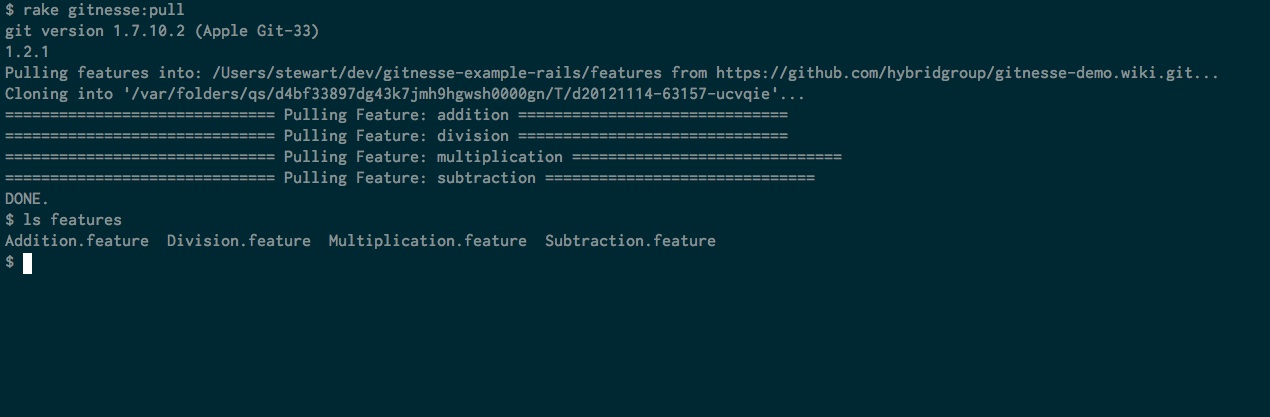 $ rake gitnesse:pull
git version 1.7.10.2 (Apple Git-33)
1.2.1
Pulling features into: /Users/stewart/dev/gitnesse-example-rails/features from https://github.com/hybridgroup/gitnesse-demo.wiki.git...
Cloning into '/var/folders/qs/d4bf33897dg43k7jmh9hgwsh0000gn/T/d20121114-63157-ucvqie'...
============================== Pulling Feature: addition ==============================
============================== Pulling Feature: division ==============================
============================== Pulling Feature: multiplication ==============================
============================== Pulling Feature: subtraction ==============================
DONE.
$ ls features
Addition.feature  Division.feature  Multiplication.feature  Subtraction.feature
$